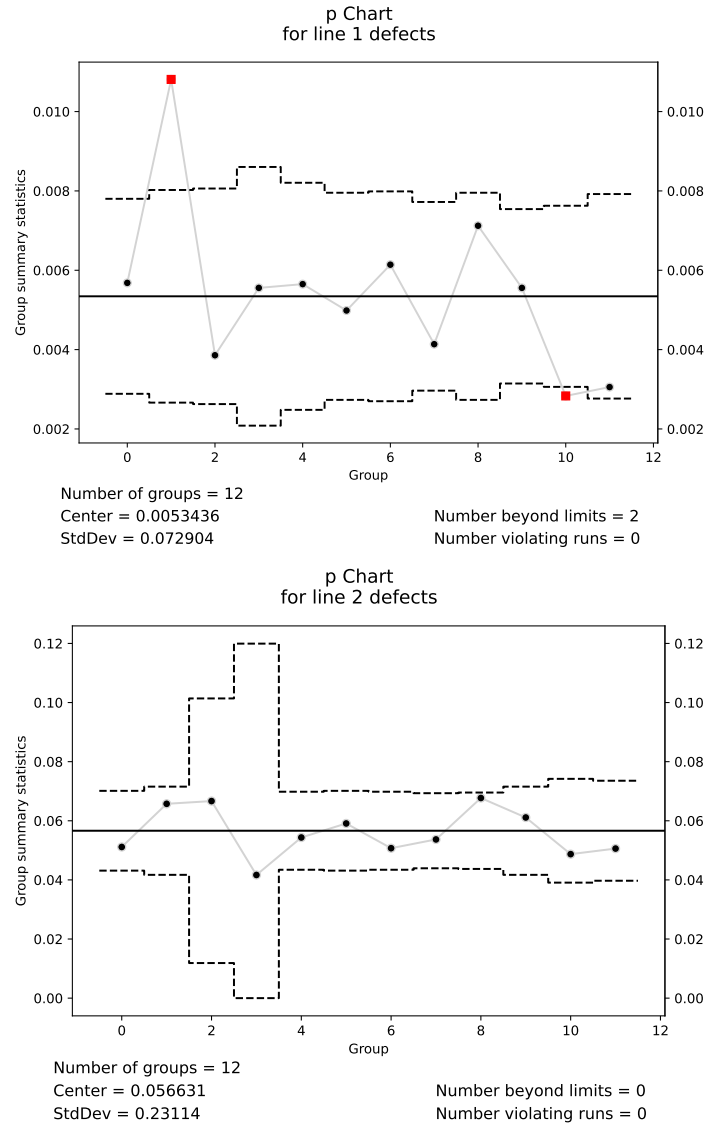 p Chart
for line 1 defects
0.010
0.008
0.006
0.004
0.002
Group summary statistics
0.010
0.008
0.006
0.004
0.002
0 2 4 6 8 10 12
Group
Number of groups = 12
Center = 0.0053436
StdDev = 0.072904
Number beyond limits = 2
Number violating runs = 0
p Chart
for line 2 defects
0.12
0.10
0.08
0.06
0.04
0.02
0.00
Group summary statistics
0.12
0.10
0.08
0.06
0.04
0.02
0.00
0 2 4 6 8 10 12
Group
Number of groups = 12
Center = 0.056631
StdDev = 0.23114
Number beyond limits = 0
Number violating runs = 0